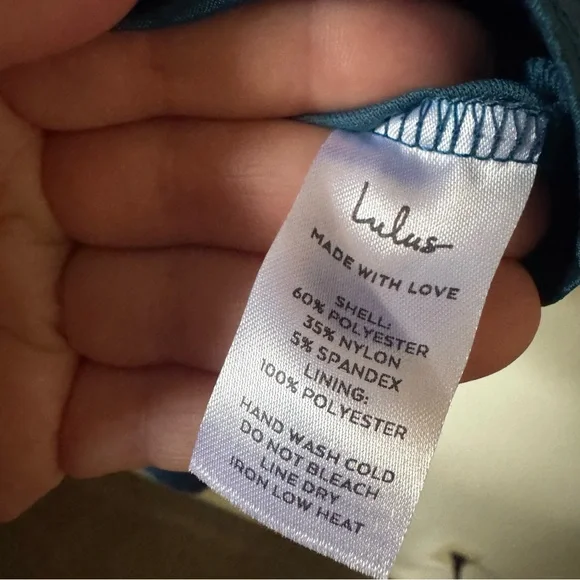 Lulus
MADE WITH LOVE
SHELL:
60% POLYESTER
35% NYLON
5% SPANDEX
LINING:
100% POLYESTER
HAND WASH COLD
DO NOT BLEACH
LINE DRY
IRON LOW HEAT